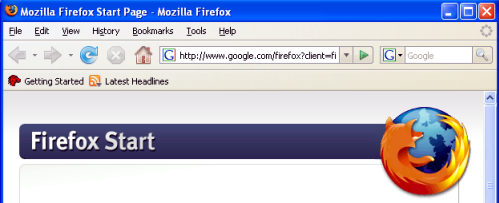 Mozilla Firefox Start Page - Mozilla Firefox
File Edit View History Bookmarks Tools Help
http://www.google.com/firefox?client=fi
Google
Getting Started Latest Headlines
Firefox Start